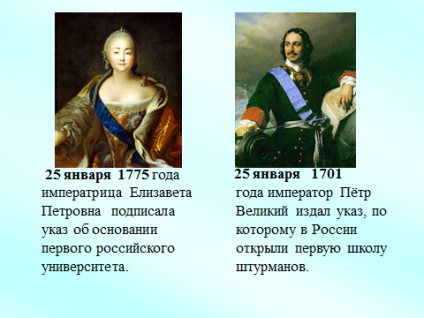 25 января 1775 года
императрица Елизавета
Петровна подписала
указ об основании
первого российского
университета.
25 января 1701
года император Пётр
Великий издал указ, по
которому в России
открыли первую школу
штурманов.